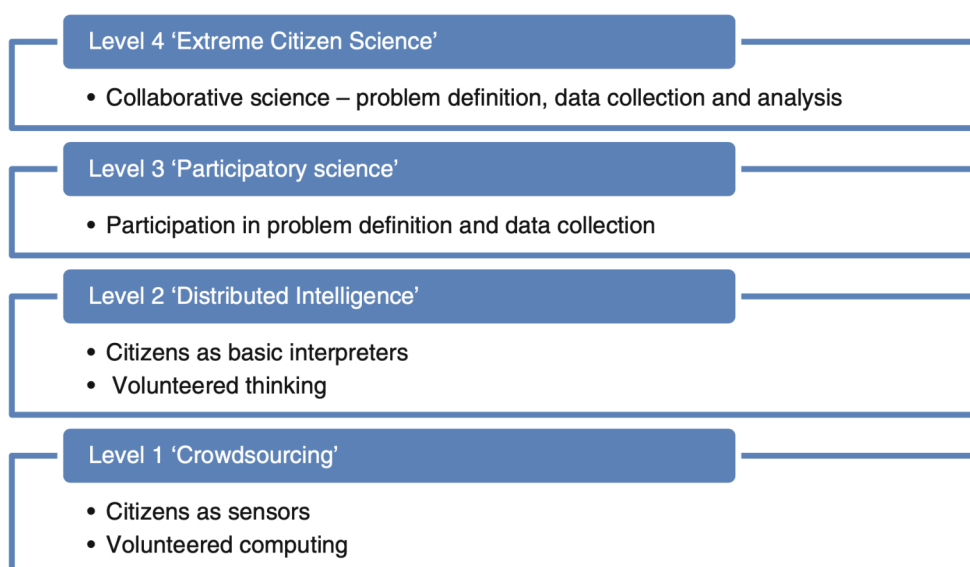 Level 4 ‘Extreme Citizen Science’
• Collaborative science – problem definition, data collection and analysis
Level 3 ‘Participatory science’
• Participation in problem definition and data collection
Level 2 ‘Distributed Intelligence’
• Citizens as basic interpreters
• Volunteered thinking
Level 1 ‘Crowdsourcing’
• Citizens as sensors
• Volunteered computing